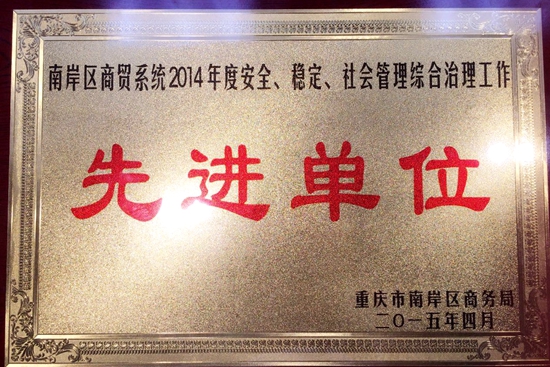 南岸区商贸系统2014年度安全、稳定、社会管理综合治理工作
先进单位
重庆市南岸区商务局
二〇一五年四月